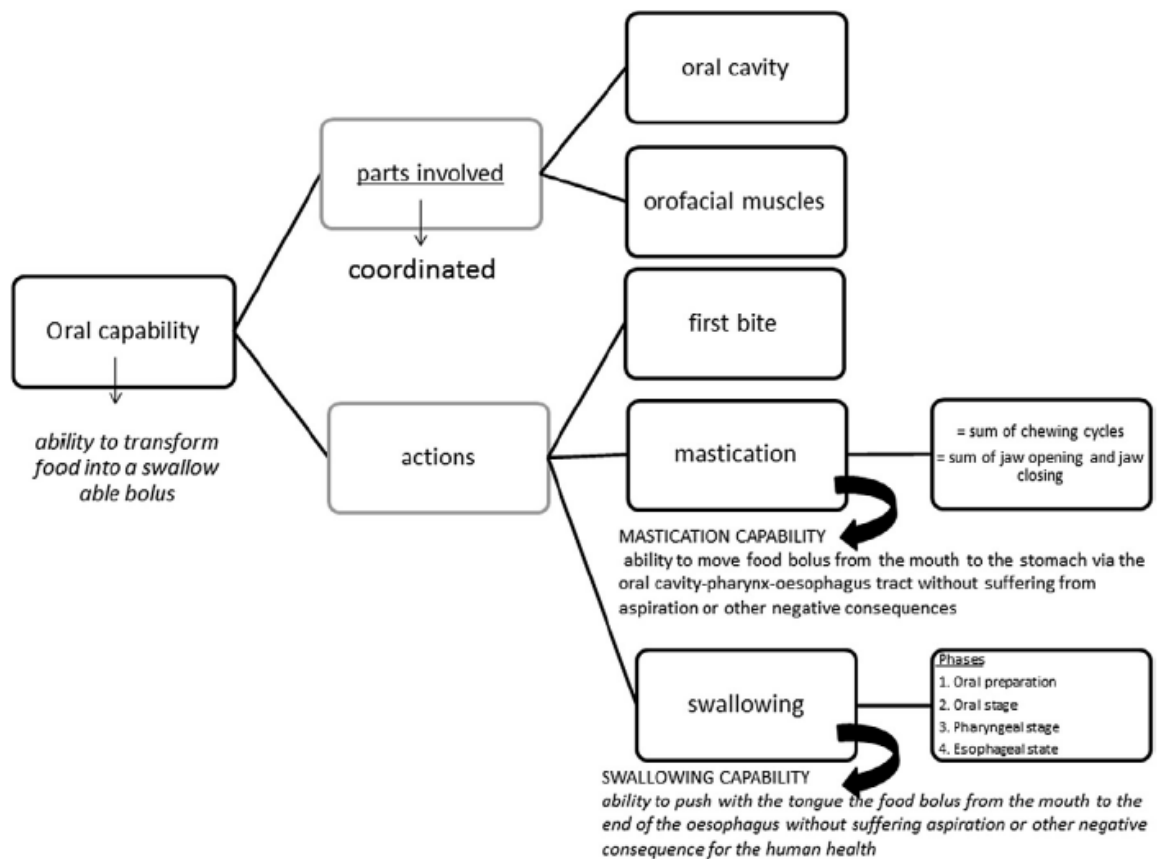 oral cavity
parts involved
orofacial muscles
coordinated
Oral capability
first bite
ability to transform
food into a swallow
able bolus
actions
mastication
= sum of chewing cycles
= sum of jaw opening and jaw
closing
MASTICATION CAPABILITY
ability to move food bolus from the mouth to the stomach via the
oral cavity-pharynx-oesophagus tract without suffering from
aspiration or other negative consequences
swallowing
Phases
1. Oral preparation
2. Oral stage
3. Pharyngeal stage
4. Esophageal state
SWALLOWING CAPABILITY
ability to push with the tongue the food bolus from the mouth to the
end of the oesophagus without suffering aspiration or other negative
consequence for the human health